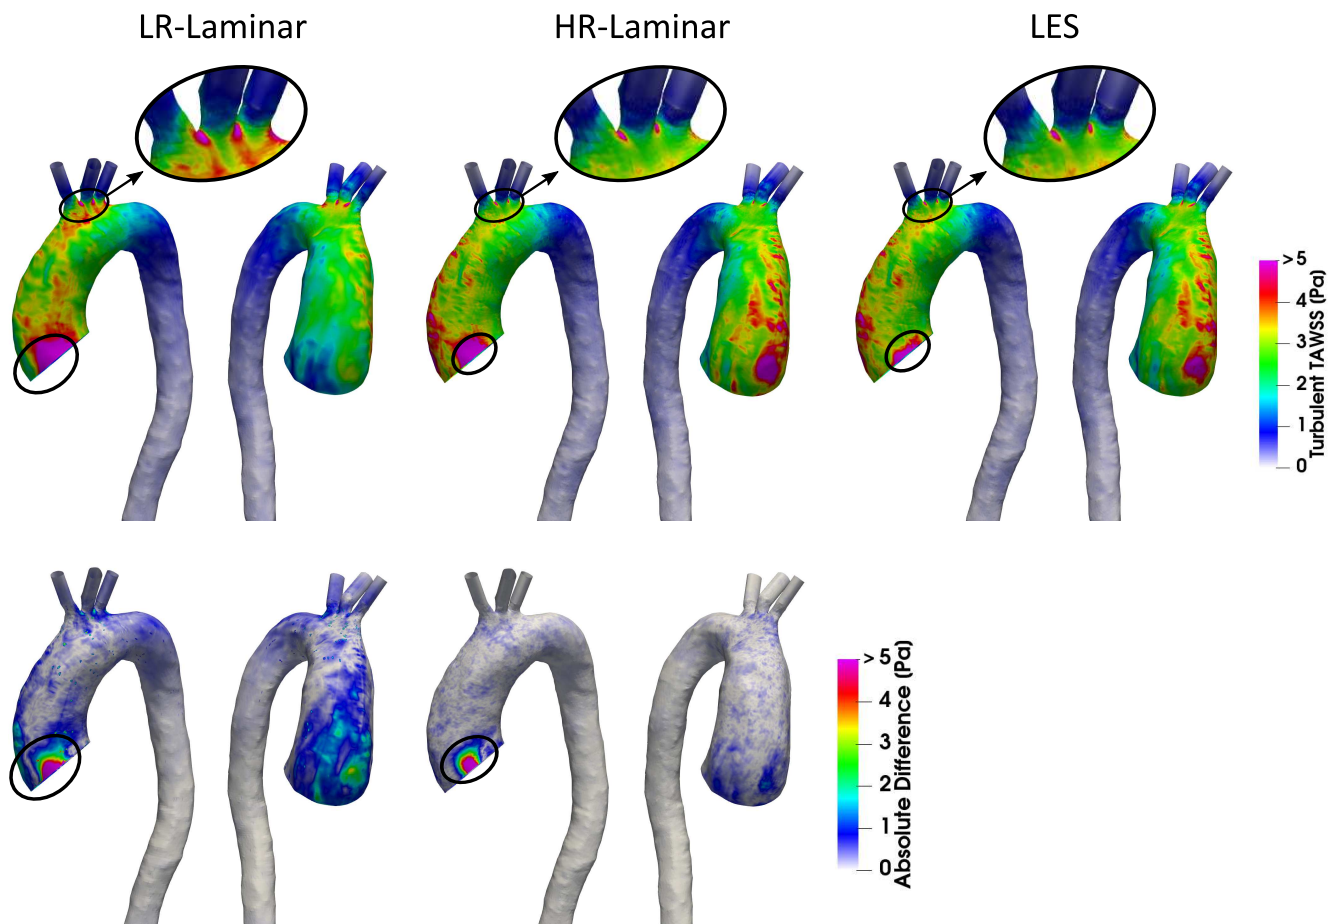 LR-Laminar
HR-Laminar
LES
>5
4
3
2
1
0
Turbulent TAWSS (Pa)
> 5
4
3
2
1
0
Absolute Difference (Pa)